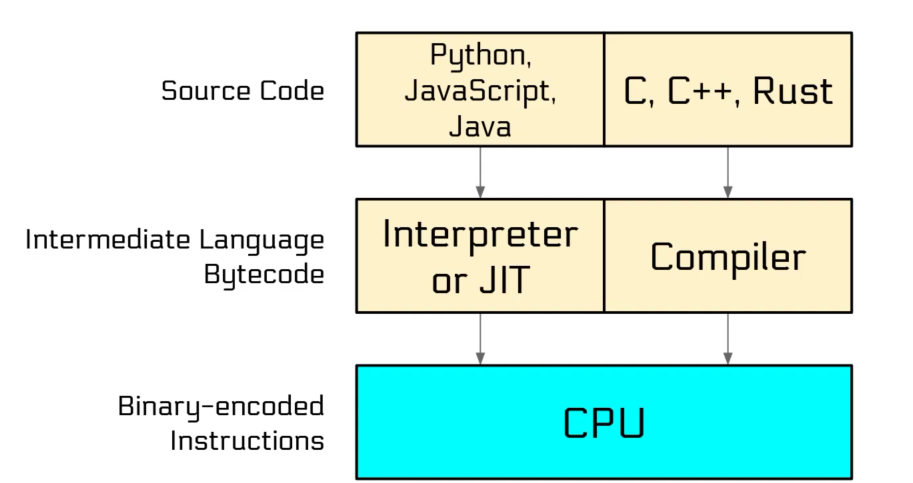 Source Code
Python,
JavaScript,
Java
C, C++, Rust
Intermediate Language
Bytecode
Interpreter
or JIT
Compiler
Binary-encoded
Instructions
CPU